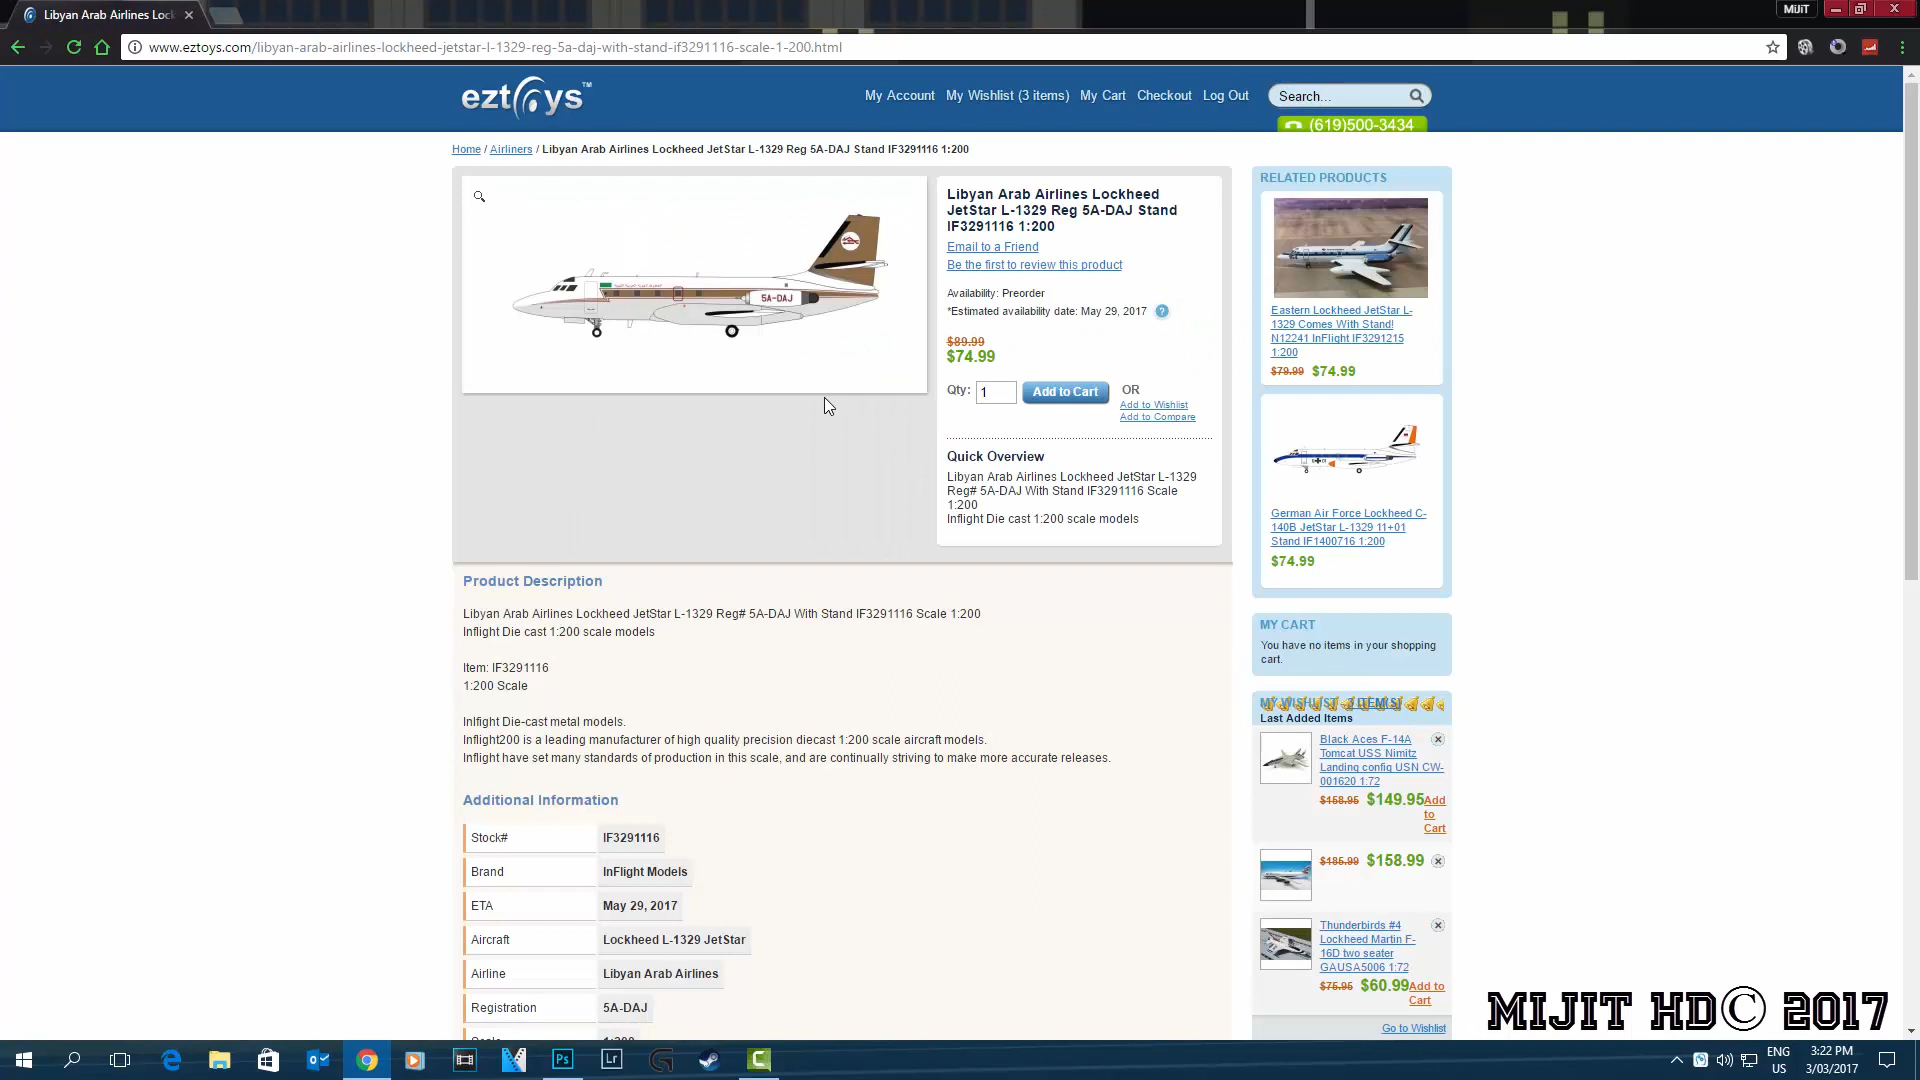 Libyan Arab Airlines Lock
MIJIT
www.eztoys.com/libyan-arab-airlines-lockheed-jetstar-l-1329-reg-5a-daj-with-stand-if3291116-scale-1-200.html
eztoys™
My Account My Wishlist (3 items) My Cart Checkout Log Out
Search...
(619)500-3434
Home / Airliners / Libyan Arab Airlines Lockheed JetStar L-1329 Reg 5A-DAJ Stand IF3291116 1:200
5A-DAJ
Libyan Arab Airlines Lockheed
JetStar L-1329 Reg 5A-DAJ Stand
IF3291116 1:200
Email to a Friend
Be the first to review this product
Availability: Preorder
*Estimated availability date: May 29, 2017 ?
$89.99
$74.99
Qty: 1 Add to Cart OR
Add to Wishlist
Add to Compare
Quick Overview
Libyan Arab Airlines Lockheed JetStar L-1329
Reg# 5A-DAJ With Stand IF3291116 Scale
1:200
Inflight Die cast 1:200 scale models
Product Description
Libyan Arab Airlines Lockheed JetStar L-1329 Reg# 5A-DAJ With Stand IF3291116 Scale 1:200
Inflight Die cast 1:200 scale models
Item: IF3291116
1:200 Scale
Inlfight Die-cast metal models.
Inflight200 is a leading manufacturer of high quality precision diecast 1:200 scale aircraft models.
Inflight have set many standards of production in this scale, and are continually striving to make more accurate releases.
Additional Information
Stock# IF3291116
Brand InFlight Models
ETA May 29, 2017
Aircraft Lockheed L-1329 JetStar
Airline Libyan Arab Airlines
Registration 5A-DAJ
RELATED PRODUCTS
Eastern Lockheed JetStar L-
1329 Comes With Stand!
N12241 InFlight IF3291215
1:200
$79.99 $74.99
German Air Force Lockheed C-
140B JetStar L-1329 11+01
Stand IF1400716 1:200
$74.99
MY CART
You have no items in your shopping
cart.
MY WISHLIST 3 ITEM(S)
Last Added Items
Black Aces F-14A
Tomcat USS Nimitz
Landing config USN CW-
001620 1:72
$158.95 $149.95 Add
to
Cart
$185.99 $158.99
Thunderbirds #4
Lockheed Martin F-
16D two seater
GAUSA5006 1:72
$75.95 $60.99 Add to
Cart
Go to Wishlist
MIJIT HD© 2017
Ps
Lr
ENG
US
3:22 PM
3/03/2017